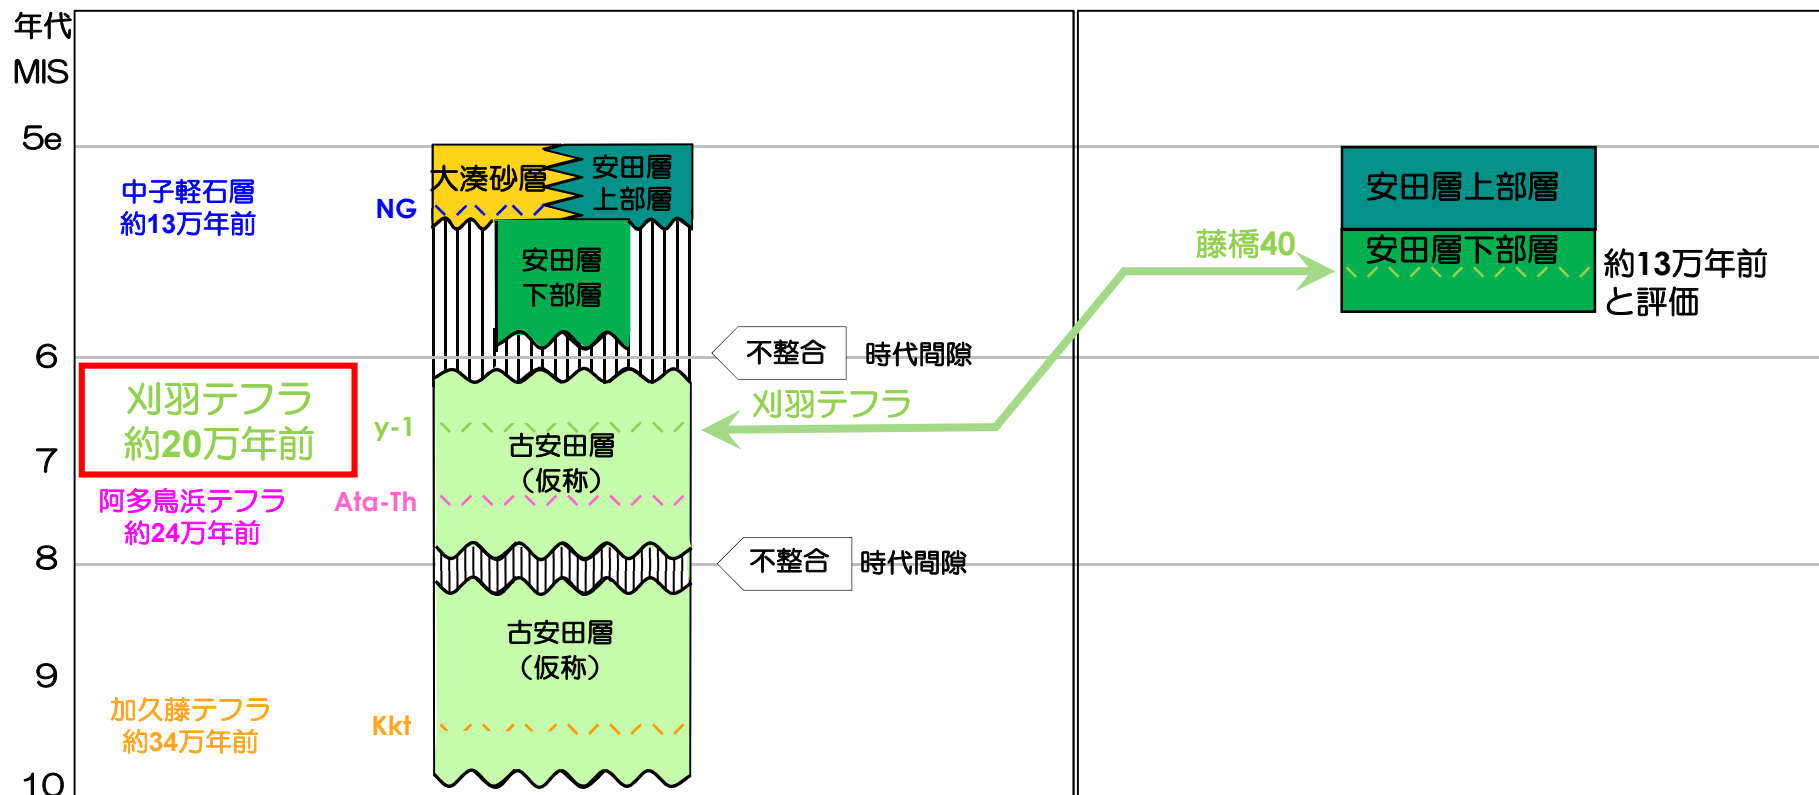 年代
MIS
5e
中子軽石層
約13万年前
NG
大湊砂層
安田層
上部層
安田層
下部層
不整合
時代間隙
6
刈羽テフラ
約20万年前
y-1
刈羽テフラ
7
古安田層
（仮称）
阿多鳥浜テフラ
約24万年前
Ata-Th
8
不整合
時代間隙
古安田層
（仮称）
9
加久藤テフラ
約34万年前
Kkt
10
藤橋40
安田層上部層
安田層下部層
約13万年前
と評価